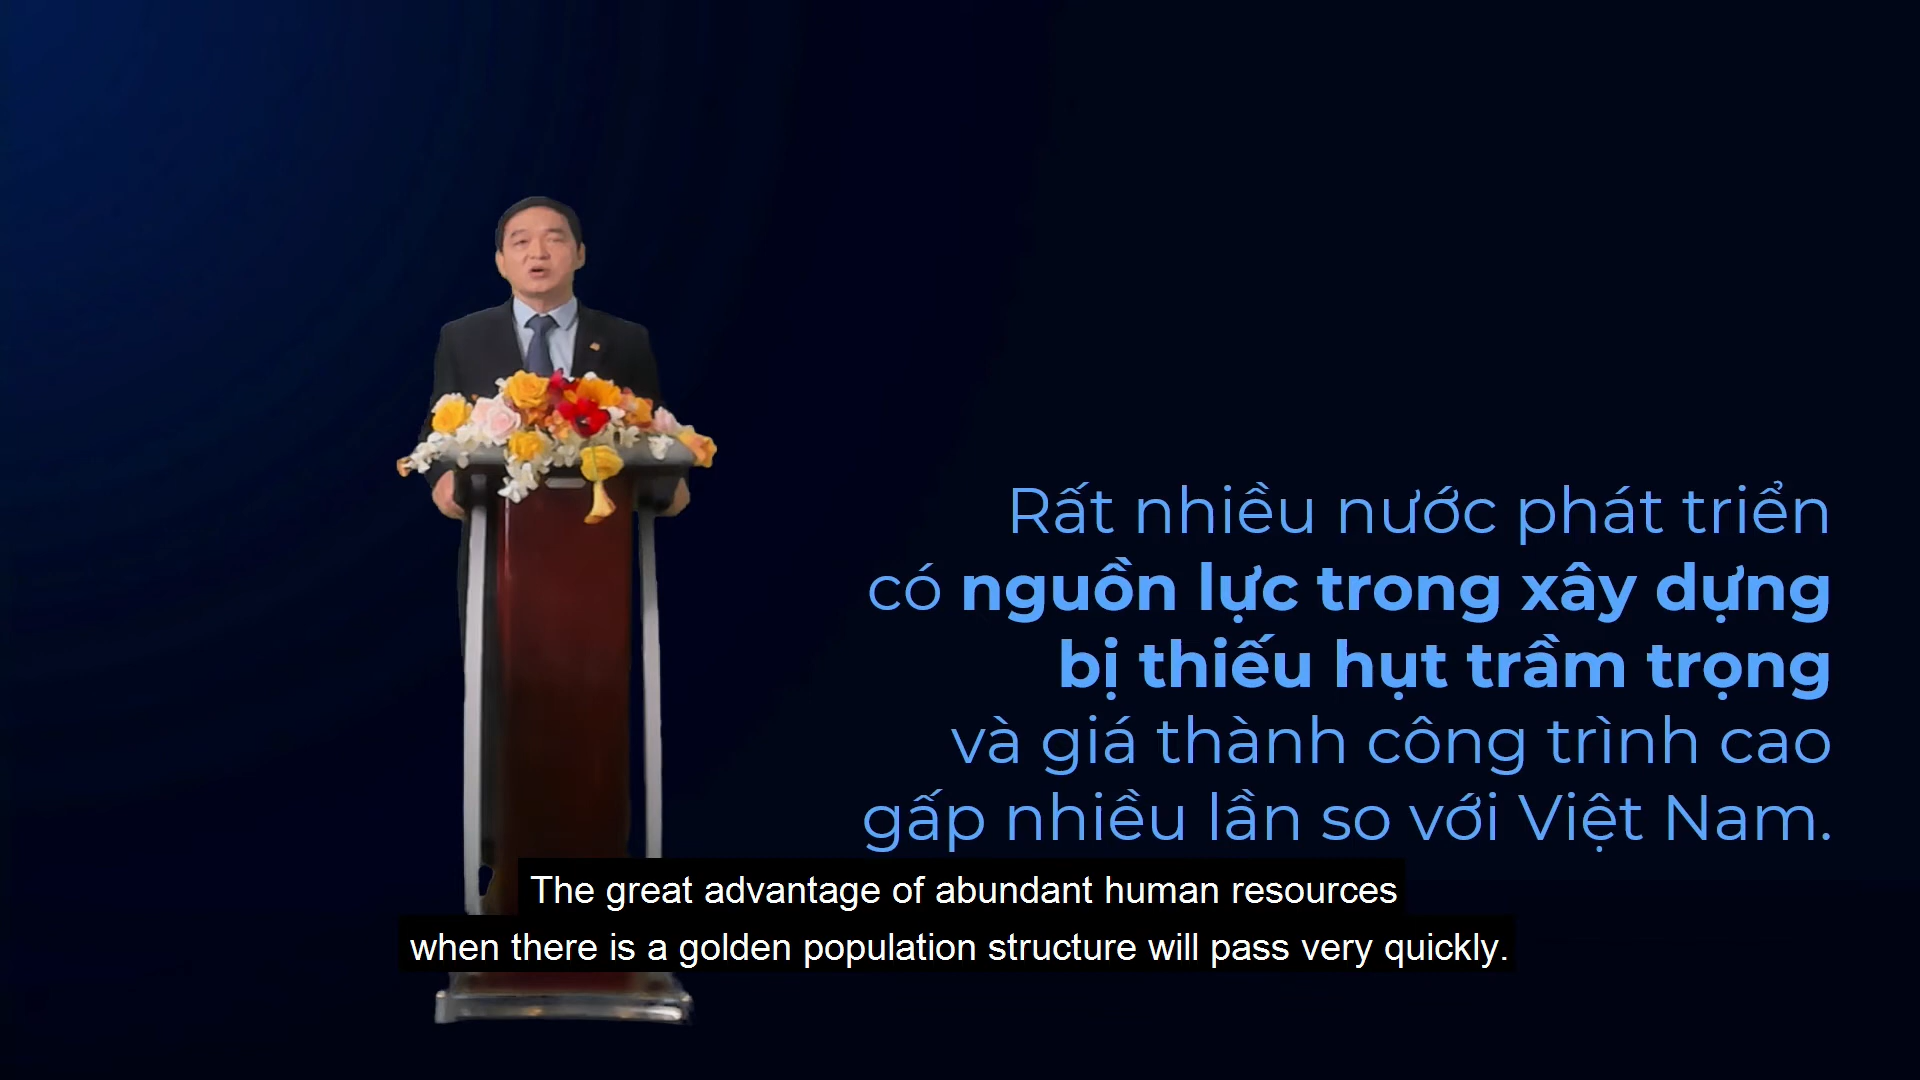 Rất nhiều nước phát triển
có nguồn lực trong xây dựng
bị thiếu hụt trầm trọng
và giá thành công trình cao
gấp nhiều lần so với Việt Nam.
The great advantage of abundant human resources
when there is a golden population structure will pass very quickly.